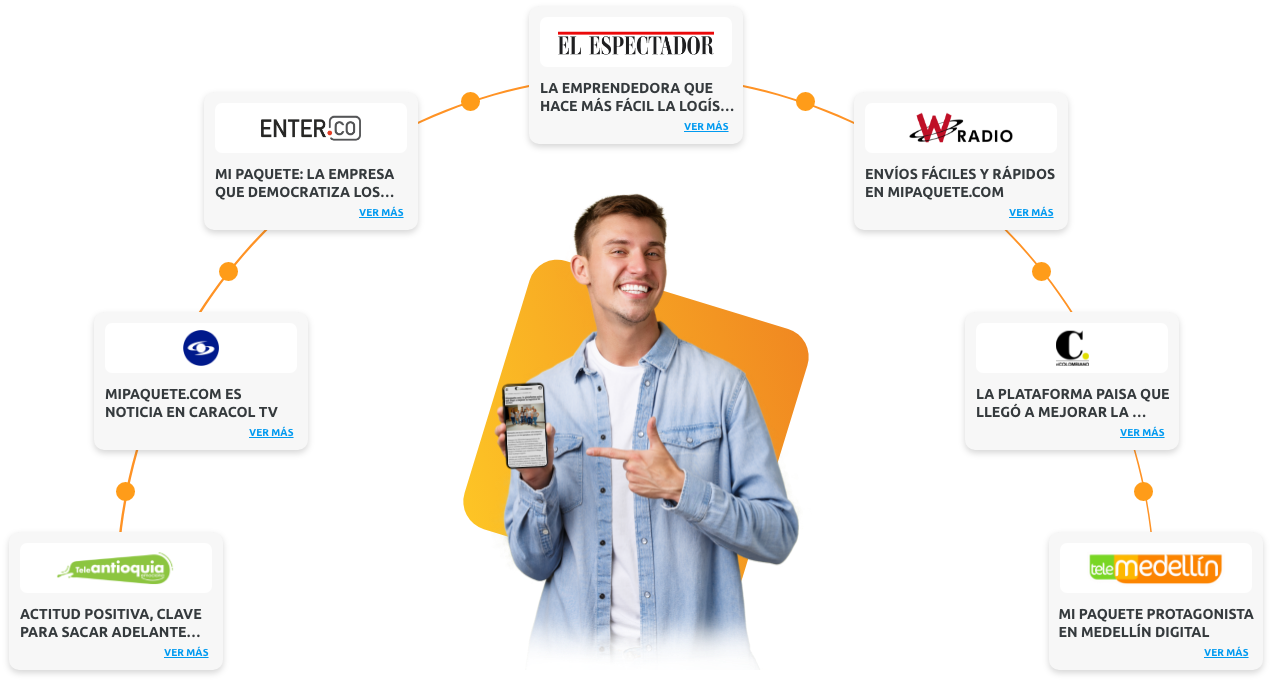 EL ESPECTADOR
LA EMPRENDEDORA QUE
HACE MÁS FÁCIL LA LOGÍS...
VER MÁS
ENTER.CO
MI PAQUETE: LA EMPRESA
QUE DEMOCRATIZA LOS...
VER MÁS
W RADIO
ENVÍOS FÁCILES Y RÁPIDOS
EN MIPAQUETE.COM
VER MÁS
MIPAQUETE.COM ES
NOTICIA EN CARACOL TV
VER MÁS
C.
elCOLOMBIANO
LA PLATAFORMA PAISA QUE
LLEGÓ A MEJORAR LA ...
VER MÁS
Teleantioquia
ACTITUD POSITIVA, CLAVE
PARA SACAR ADELANTE...
VER MÁS
telemedellín
MI PAQUETE PROTAGONISTA
EN MEDELLÍN DIGITAL
VER MÁS